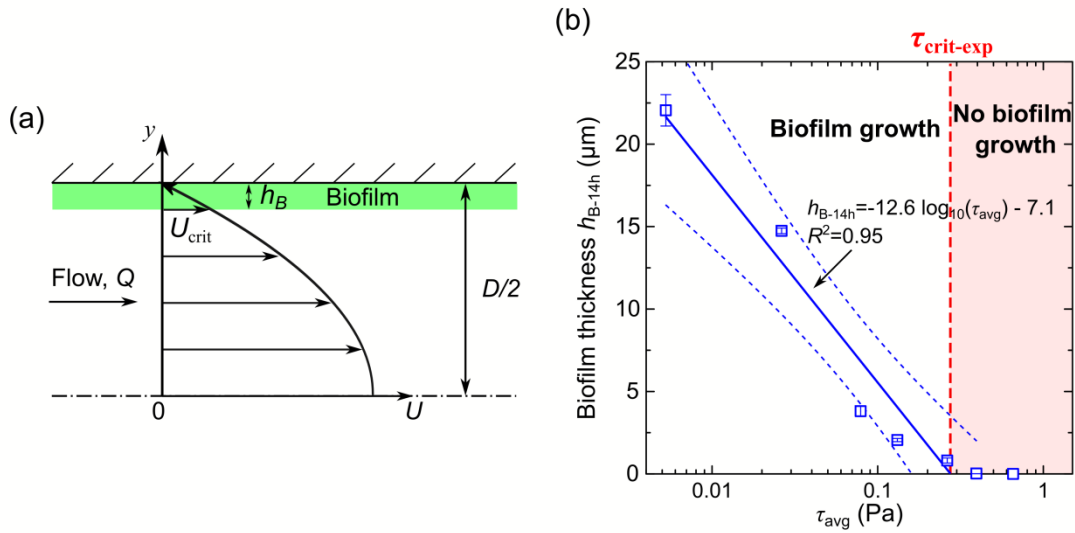 (a)
y
h_B
Biofilm
U_crit
Flow, Q
D/2
0
U
(b)
τ_crit-exp
Biofilm thickness h_B-14h (μm)
25
20
15
10
5
0
Biofilm growth
No biofilm
growth
h_B-14h=-12.6 log_10(τ_avg) - 7.1
R²=0.95
0.01
0.1
1
τ_avg (Pa)